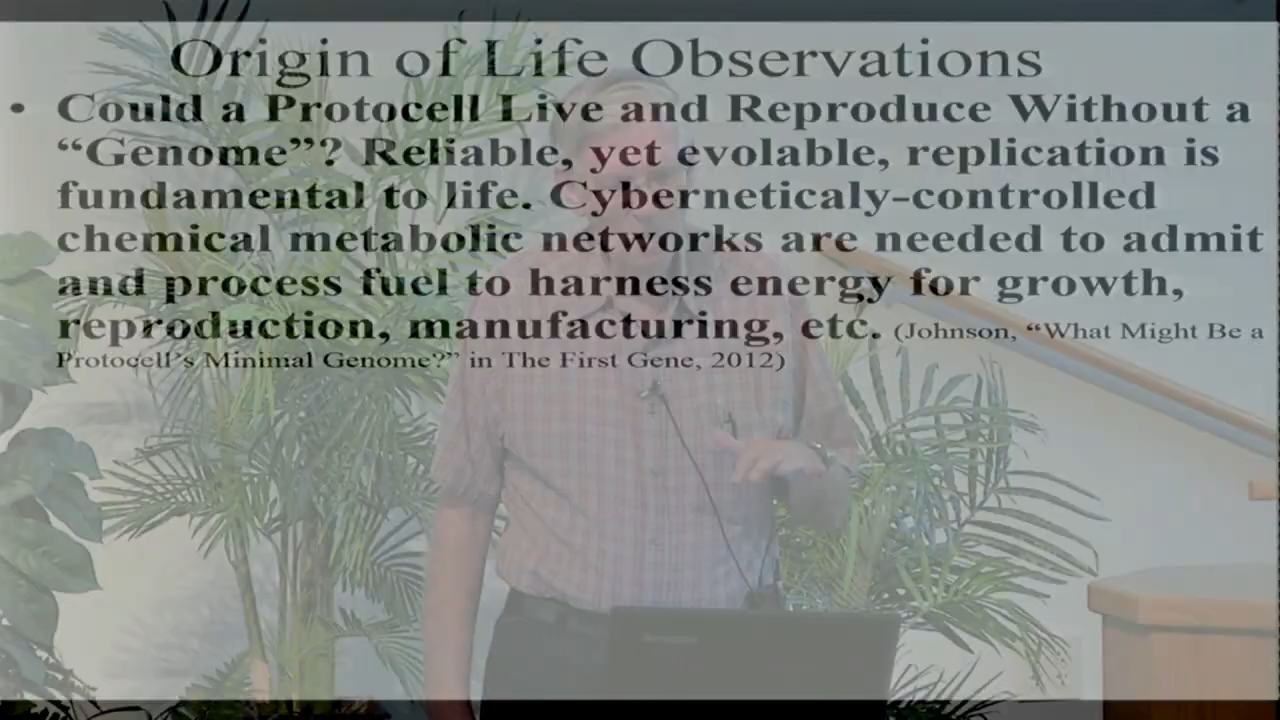 Origin of Life Observations
• Could a Protocell Live and Reproduce Without a
“Genome”? Reliable, yet evolable, replication is
fundamental to life. Cyberneticaly-controlled
chemical metabolic networks are needed to admit
and process fuel to harness energy for growth,
reproduction, manufacturing, etc. (Johnson, “What Might Be a
Protocell’s Minimal Genome?” in The First Gene, 2012)